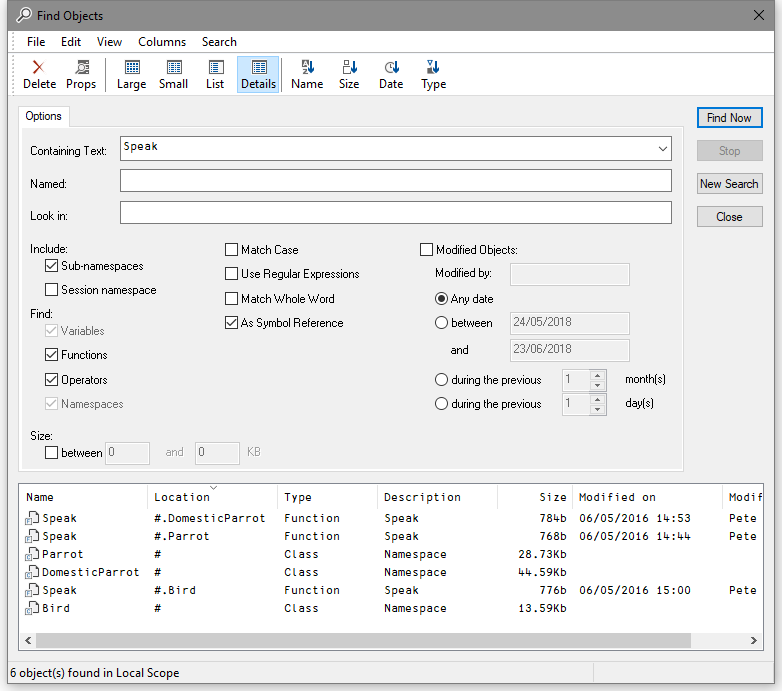 Find Objects
File Edit View Columns Search
Delete Props Large Small List Details Name Size Date Type
Options
Find Now
Containing Text: Speak
Stop
Named:
New Search
Look in:
Close
Include:
Match Case
Modified Objects:
Sub-namespaces
Use Regular Expressions
Modified by:
Session namespace
Match Whole Word
Any date
Find:
Variables
As Symbol Reference
between 24/05/2018
Functions
and 23/06/2018
Operators
during the previous 1 month(s)
Namespaces
during the previous 1 day(s)
Size:
between 0 and 0 KB
Name Location Type Description Size Modified on Modif
Speak #.DomesticParrot Function Speak 784b 06/05/2016 14:53 Pete
Speak #.Parrot Function Speak 768b 06/05/2016 14:44 Pete
Parrot # Class Namespace 28.73Kb
DomesticParrot # Class Namespace 44.59Kb
Speak #.Bird Function Speak 776b 06/05/2016 15:00 Pete
Bird # Class Namespace 13.59Kb
6 object(s) found in Local Scope